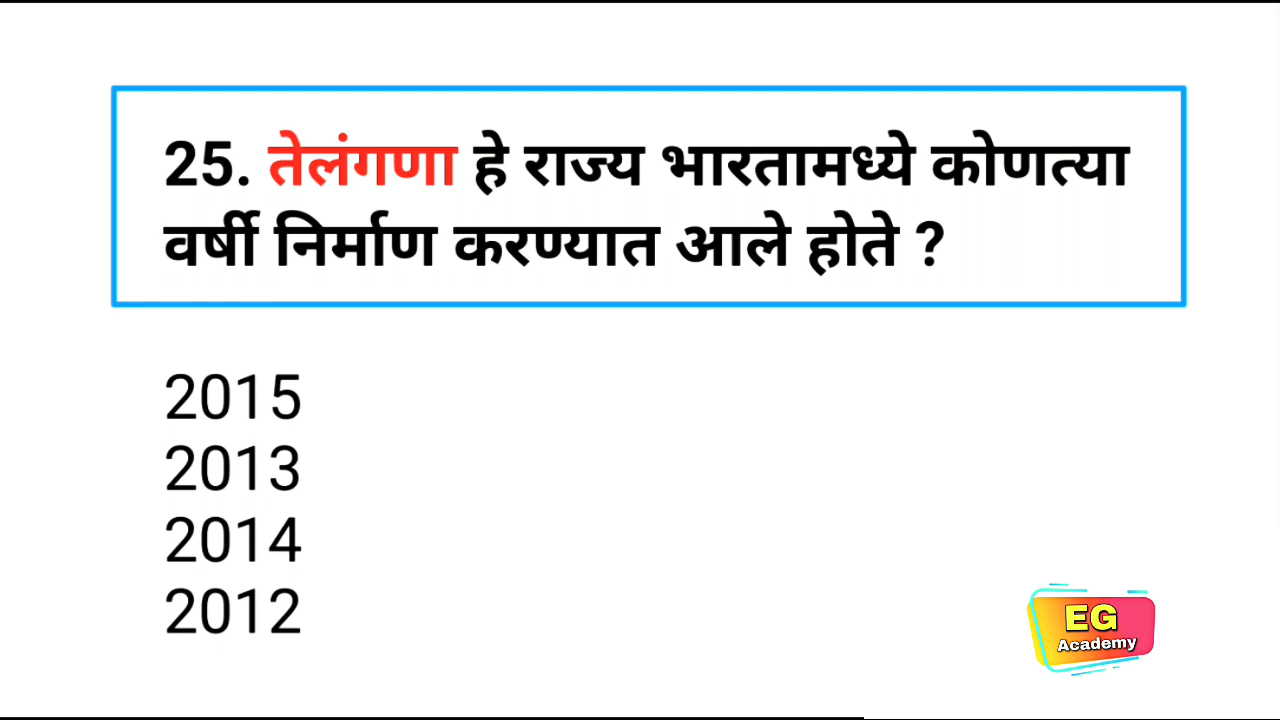 25. तेलंगणा हे राज्य भारतामध्ये कोणत्या
वर्षी निर्माण करण्यात आले होते ?
2015
2013
2014
2012
EG
Academy